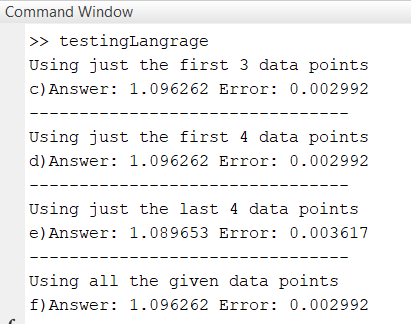 Command Window
>> testingLangrage
Using just the first 3 data points
c)Answer: 1.096262 Error: 0.002992
----------------------------------
Using just the first 4 data points
d)Answer: 1.096262 Error: 0.002992
----------------------------------
Using just the last 4 data points
e)Answer: 1.089653 Error: 0.003617
----------------------------------
Using all the given data points
f)Answer: 1.096262 Error: 0.002992